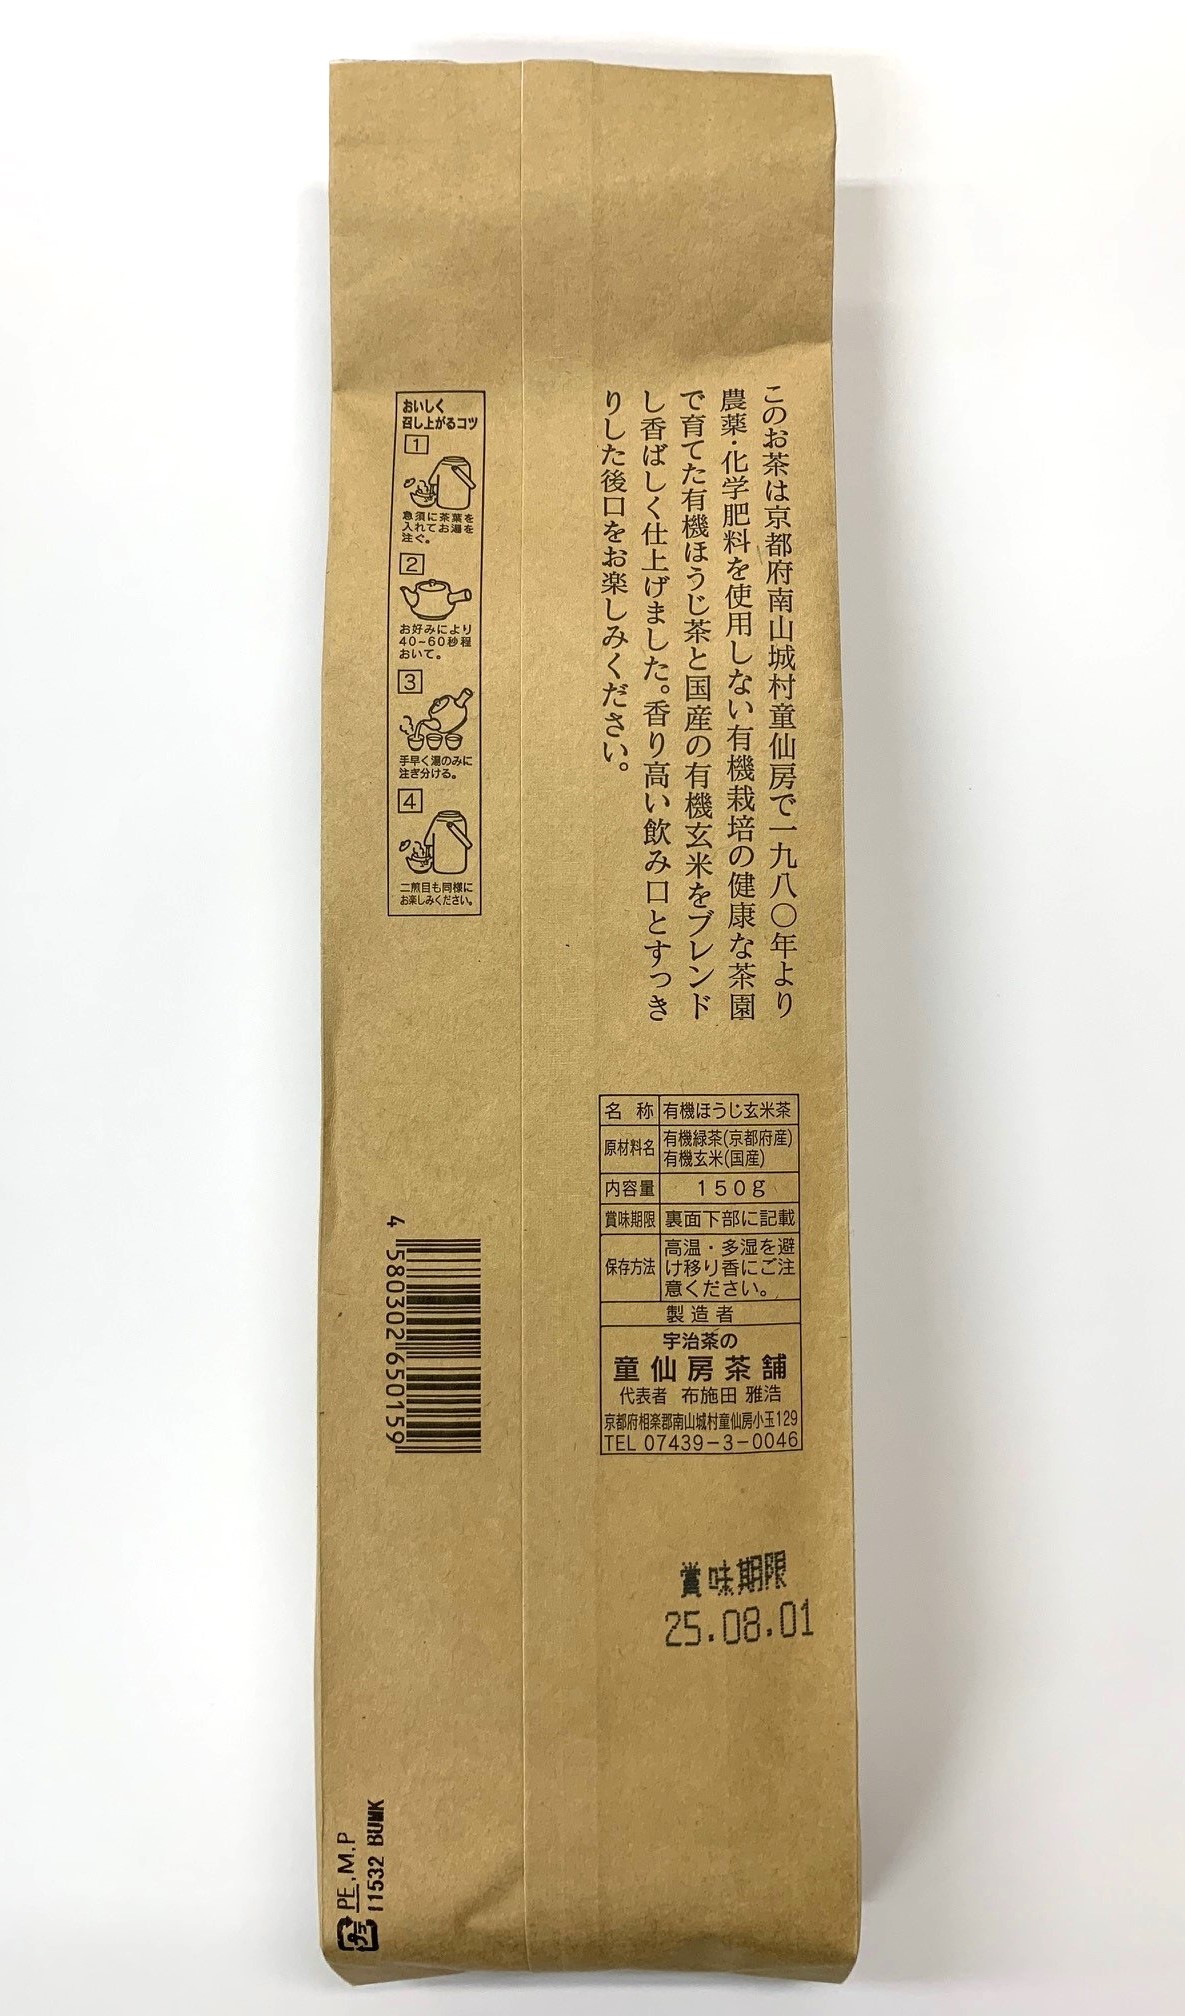 このお茶は京都府南山城村童仙房で一九八〇年より
農薬・化学肥料を使用しない有機栽培の健康な茶園
で育てた有機ほうじ茶と国産の有機玄米をブレンド
し香ばしく仕上げました。香り高い飲み口とすっき
りした後口をお楽しみください。
おいしく
召し上がるコツ
1
急須に茶葉を
入れてお湯を
注ぐ。
2
お好みにより
40~60秒程
おいて。
3
手早く湯のみに
注ぎ分ける。
4
二煎目も同様に
お楽しみください。
名 称 有機ほうじ玄米茶
原材料名 有機緑茶(京都府産)
有機玄米(国産)
内容量 150g
賞味期限 裏面下部に記載
保存方法 高温・多湿を避
け移り香にご注
意ください。
製造者
宇治茶の
童仙房茶舗
代表者 布施田 雅浩
京都府相楽郡南山城村童仙房小玉129
TEL 07439-3-0046
4 580302 650159
賞味期限
25.08.01
プラ PE,M,P
11532 BUWK